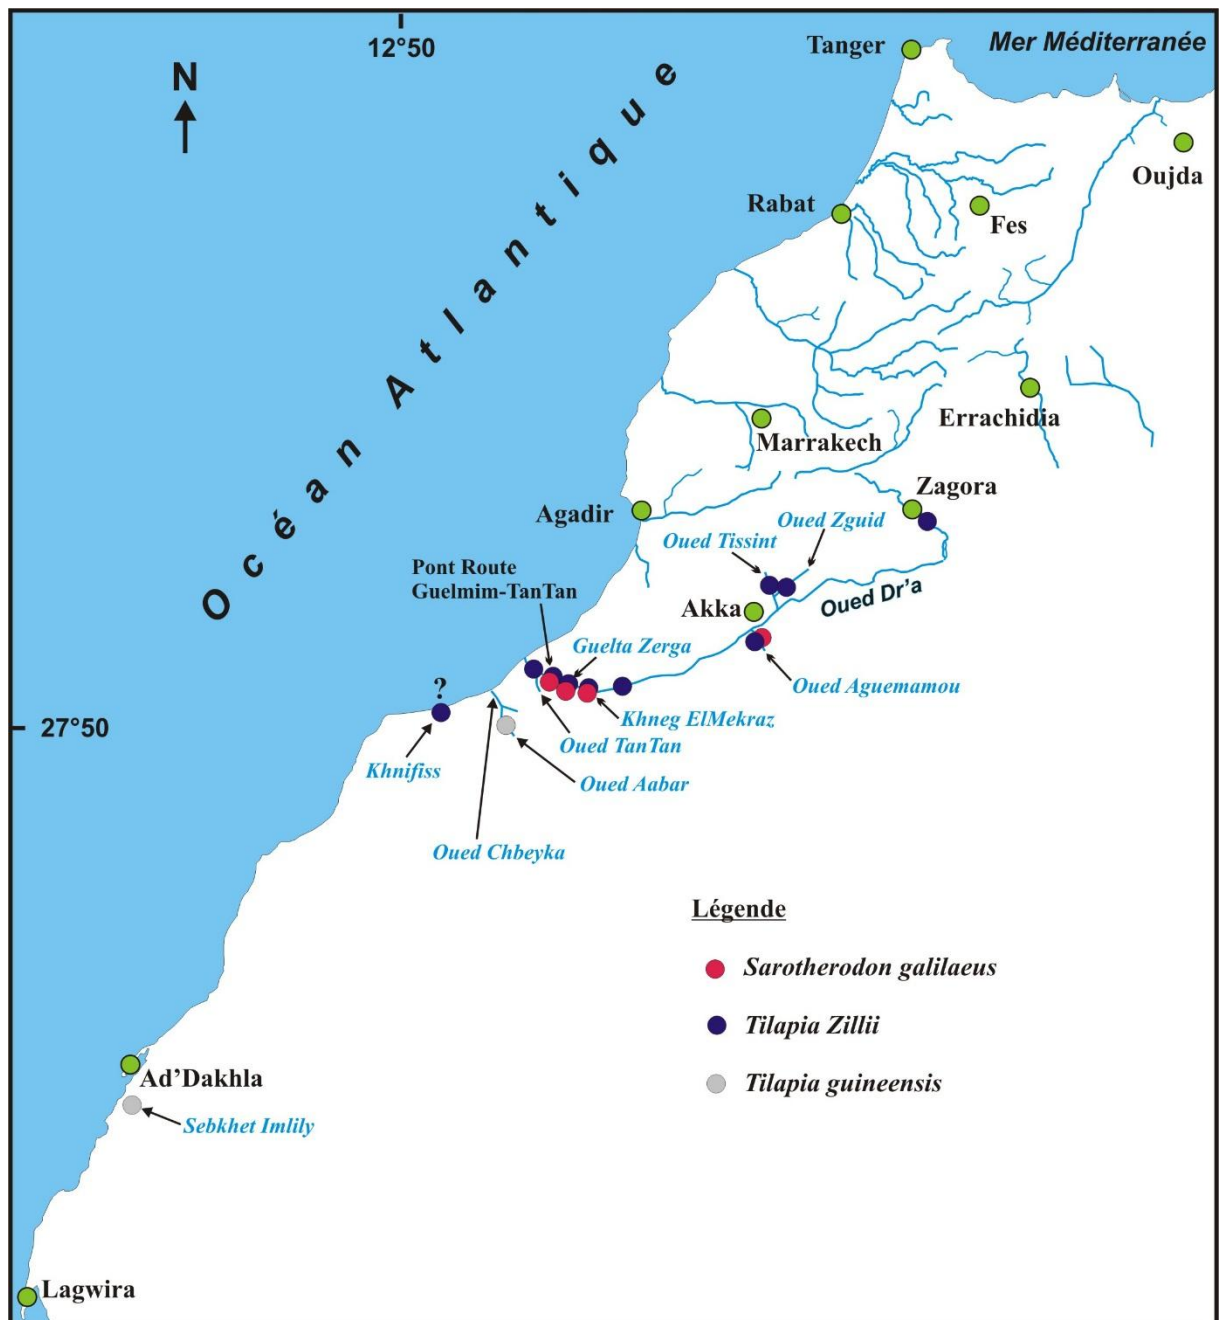 12°50
Tanger
Mer Méditerranée
N
Océan Atlantique
Oujda
Rabat
Fes
Errachidia
Marrakech
Zagora
Agadir
Oued Zguid
Oued Tissint
Pont Route
Guelmim-TanTan
Oued Dr’a
Akka
Guelta Zerga
?
Oued Aguemamou
Khneg ElMekraz
27°50
Oued TanTan
Khnifiss
Oued Aabar
Oued Chbeyka
Légende
Sarotherodon galilaeus
Tilapia Zillii
Tilapia guineensis
Ad’Dakhla
Sebkhet Imlily
Lagwira